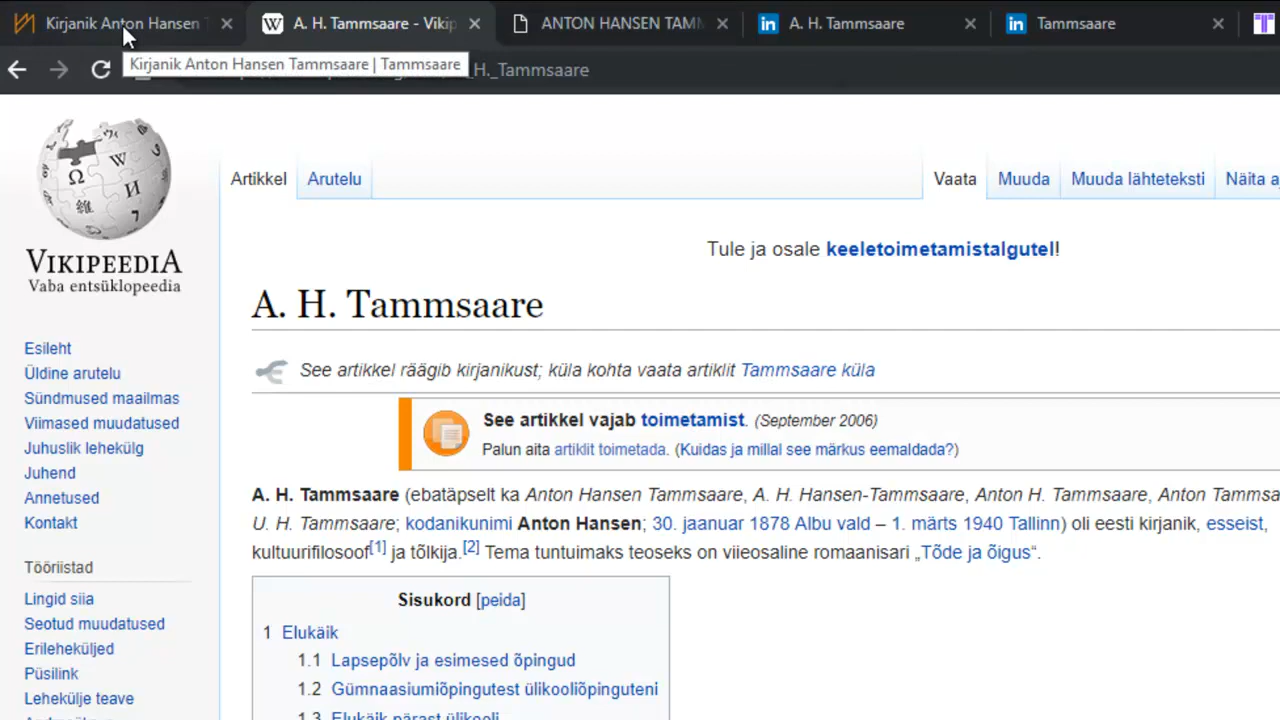 Kirjanik Anton Hansen
A. H. Tammsaare - Vikip
ANTON HANSEN TAMM
A. H. Tammsaare
Tammsaare
Kirjanik Anton Hansen Tammsaare | Tammsaare
_H._Tammsaare
VIKIPEEDIA
Vaba entsüklopeedia
Artikkel
Arutelu
Vaata
Muuda
Muuda lähteteksti
Näita aj
Tule ja osale keeletoimetamistalgutel!
A. H. Tammsaare
See artikkel räägib kirjanikust; küla kohta vaata artiklit Tammsaare küla
See artikkel vajab toimetamist. (September 2006)
Palun aita artiklit toimetada. (Kuidas ja millal see märkus eemaldada?)
A. H. Tammsaare (ebatäpselt ka Anton Hansen Tammsaare, A. H. Hansen-Tammsaare, Anton H. Tammsaare, Anton Tammsa
U. H. Tammsaare; kodanikunimi Anton Hansen; 30. jaanuar 1878 Albu vald – 1. märts 1940 Tallinn) oli eesti kirjanik, esseist,
kultuurifilosoof[1] ja tõlkija.[2] Tema tuntuimaks teoseks on viieosaline romaanisari „Tõde ja õigus“.
Sisukord [peida]
1 Elukäik
1.1 Lapsepõlv ja esimesed õpingud
1.2 Gümnaasiumiõpingutest ülikooliõpinguteni
1.3 Elukäik pärast ülikooli
Esileht
Üldine arutelu
Sündmused maailmas
Viimased muudatused
Juhuslik lehekülg
Juhend
Annetused
Kontakt
Tööriistad
Lingid siia
Seotud muudatused
Erileheküljed
Püsilink
Lehekülje teave